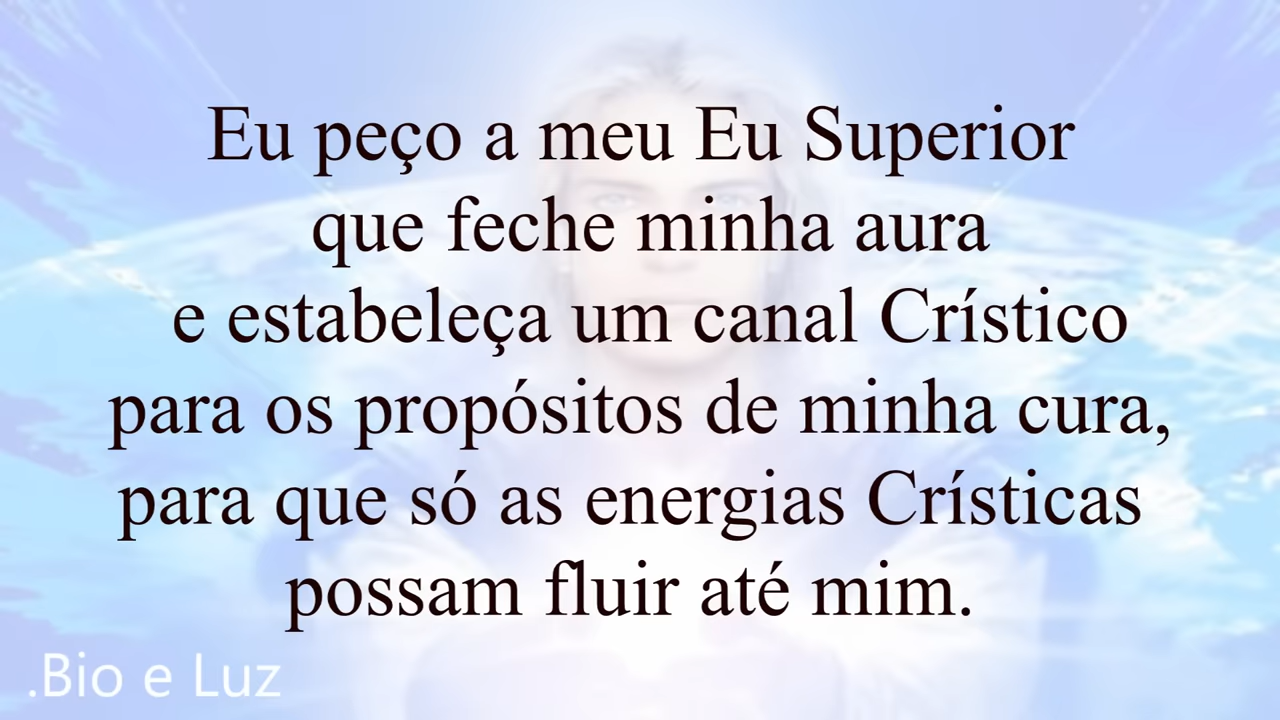 Eu peço a meu Eu Superior
que feche minha aura
e estabeleça um canal Crístico
para os propósitos de minha cura,
para que só as energias Crísticas
possam fluir até mim.
.Bio e Luz